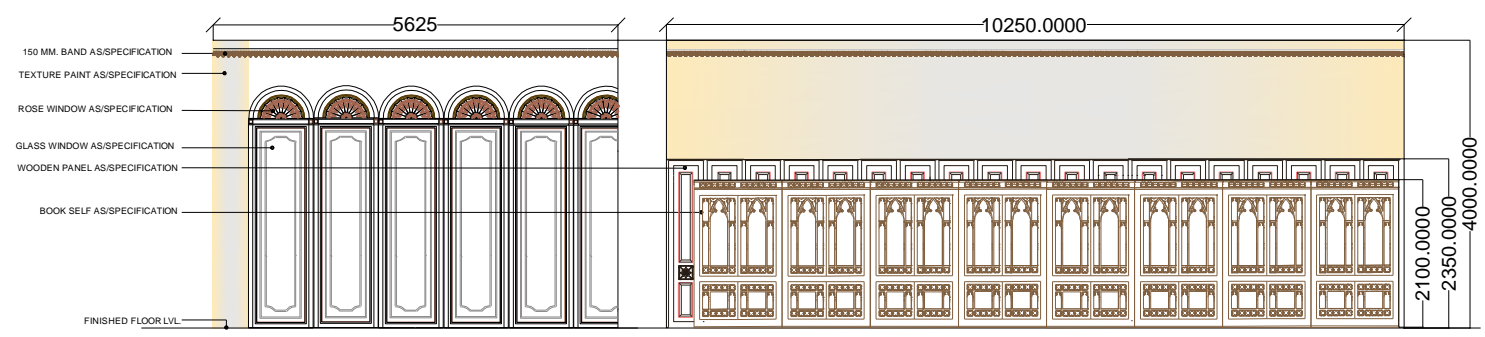 5625
10250.0000
150 MM. BAND AS/SPECIFICATION
TEXTURE PAINT AS/SPECIFICATION
ROSE WINDOW AS/SPECIFICATION
GLASS WINDOW AS/SPECIFICATION
WOODEN PANEL AS/SPECIFICATION
BOOK SELF AS/SPECIFICATION
FINISHED FLOOR LVL.
2100.0000
2350.0000
4000.0000